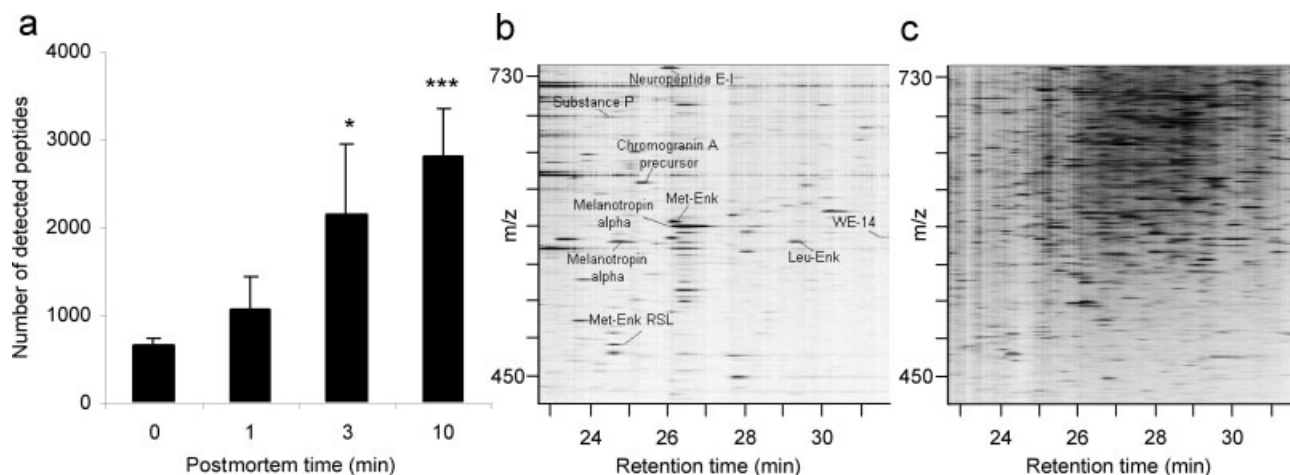 a
Number of detected peptides
4000
3000
2000
1000
0
*
***
0 1 3 10
Postmortem time (min)
b
m/z
730
450
Neuropeptide E-I
Substance P
Chromogranin A
precursor
Melanotropin
alpha
Met-Enk
WE-14
Melanotropin
alpha
Leu-Enk
Met-Enk RSL
24 26 28 30
Retention time (min)
c
m/z
730
450
24 26 28 30
Retention time (min)